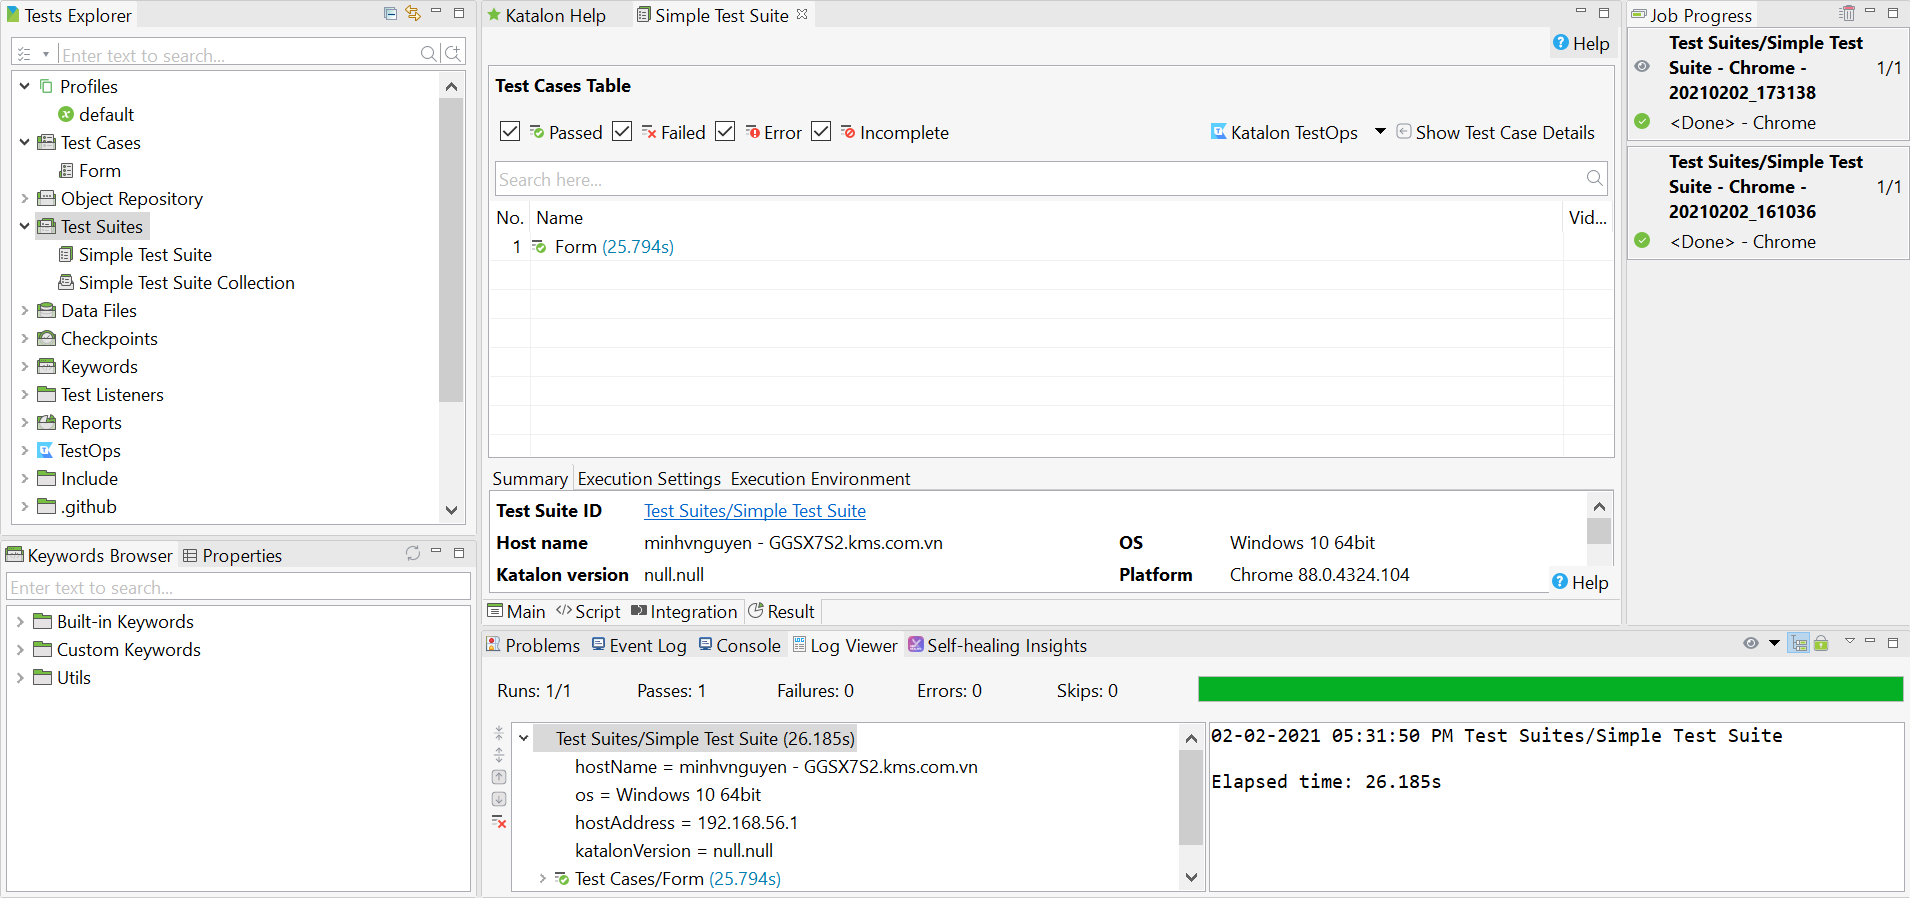 Tests Explorer
Enter text to search...
Profiles
default
Test Cases
Form
Object Repository
Test Suites
Simple Test Suite
Simple Test Suite Collection
Data Files
Checkpoints
Keywords
Test Listeners
Reports
TestOps
Include
.github
Keywords Browser Properties
Enter text to search...
Built-in Keywords
Custom Keywords
Utils
Katalon Help Simple Test Suite
Help
Test Cases Table
Passed Failed Error Incomplete Katalon TestOps Show Test Case Details
Search here...
No. Name Vid...
1 Form (25.794s)
Summary Execution Settings Execution Environment
Test Suite ID Test Suites/Simple Test Suite
Host name minhvnguyen - GGSX7S2.kms.com.vn OS Windows 10 64bit
Katalon version null.null Platform Chrome 88.0.4324.104
Help
Main Script Integration Result
Problems Event Log Console Log Viewer Self-healing Insights
Runs: 1/1 Passes: 1 Failures: 0 Errors: 0 Skips: 0
Test Suites/Simple Test Suite (26.185s)
hostName = minhvnguyen - GGSX7S2.kms.com.vn
os = Windows 10 64bit
hostAddress = 192.168.56.1
katalonVersion = null.null
Test Cases/Form (25.794s)
02-02-2021 05:31:50 PM Test Suites/Simple Test Suite
Elapsed time: 26.185s
Job Progress
Test Suites/Simple Test
Suite - Chrome - 1/1
20210202_173138
<Done> - Chrome
Test Suites/Simple Test
Suite - Chrome - 1/1
20210202_161036
<Done> - Chrome